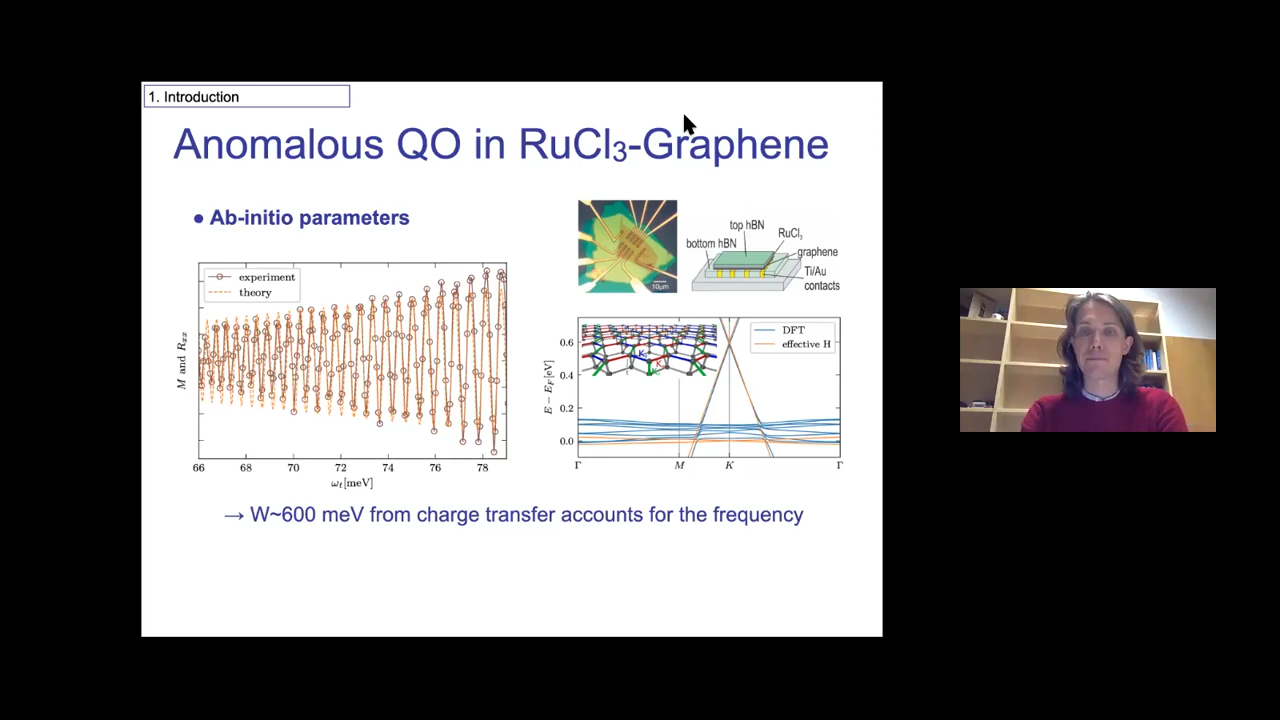 1. Introduction
Anomalous QO in RuCl₃-Graphene
● Ab-initio parameters
experiment
theory
M and Rₓₓ
66 68 70 72 74 76 78
ωₜ[meV]
10μm
top hBN
bottom hBN
RuCl₃
graphene
Ti/Au
contacts
DFT
effective H
E − E_F[eV]
0.6
0.4
0.2
0.0
Γ M K Γ
→ W~600 meV from charge transfer accounts for the frequency